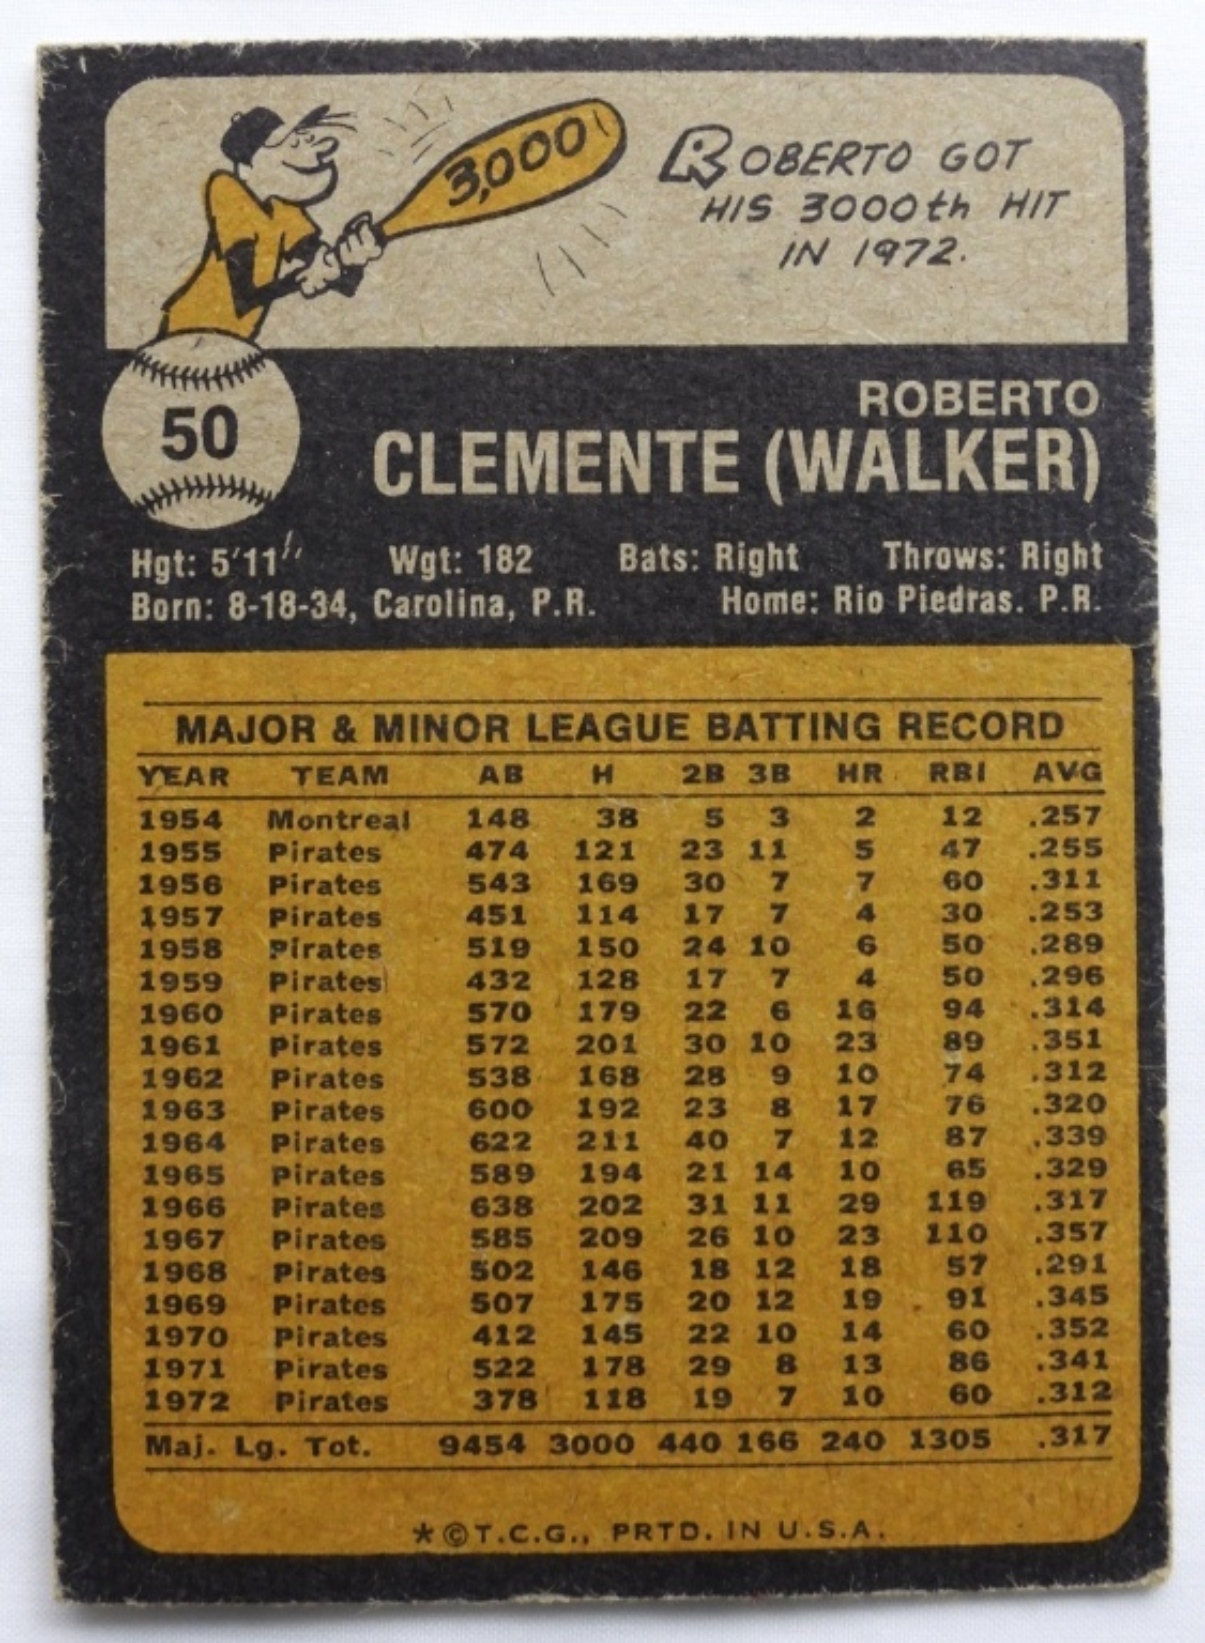 3,000
ROBERTO GOT
HIS 3000th HIT
IN 1972.
50
ROBERTO
CLEMENTE (WALKER)
Hgt: 5'11" Wgt: 182 Bats: Right Throws: Right
Born: 8-18-34, Carolina, P.R. Home: Rio Piedras. P.R.
MAJOR & MINOR LEAGUE BATTING RECORD
YEAR TEAM AB H 2B 3B HR RBI AVG
1954 Montreal 148 38 5 3 2 12 .257
1955 Pirates 474 121 23 11 5 47 .255
1956 Pirates 543 169 30 7 7 60 .311
1957 Pirates 451 114 17 7 4 30 .253
1958 Pirates 519 150 24 10 6 50 .289
1959 Pirates 432 128 17 7 4 50 .296
1960 Pirates 570 179 22 6 16 94 .314
1961 Pirates 572 201 30 10 23 89 .351
1962 Pirates 538 168 28 9 10 74 .312
1963 Pirates 600 192 23 8 17 76 .320
1964 Pirates 622 211 40 7 12 87 .339
1965 Pirates 589 194 21 14 10 65 .329
1966 Pirates 638 202 31 11 29 119 .317
1967 Pirates 585 209 26 10 23 110 .357
1968 Pirates 502 146 18 12 18 57 .291
1969 Pirates 507 175 20 12 19 91 .345
1970 Pirates 412 145 22 10 14 60 .352
1971 Pirates 522 178 29 8 13 86 .341
1972 Pirates 378 118 19 7 10 60 .312
Maj. Lg. Tot. 9454 3000 440 166 240 1305 .317
*©T.C.G., PRTD. IN U.S.A.